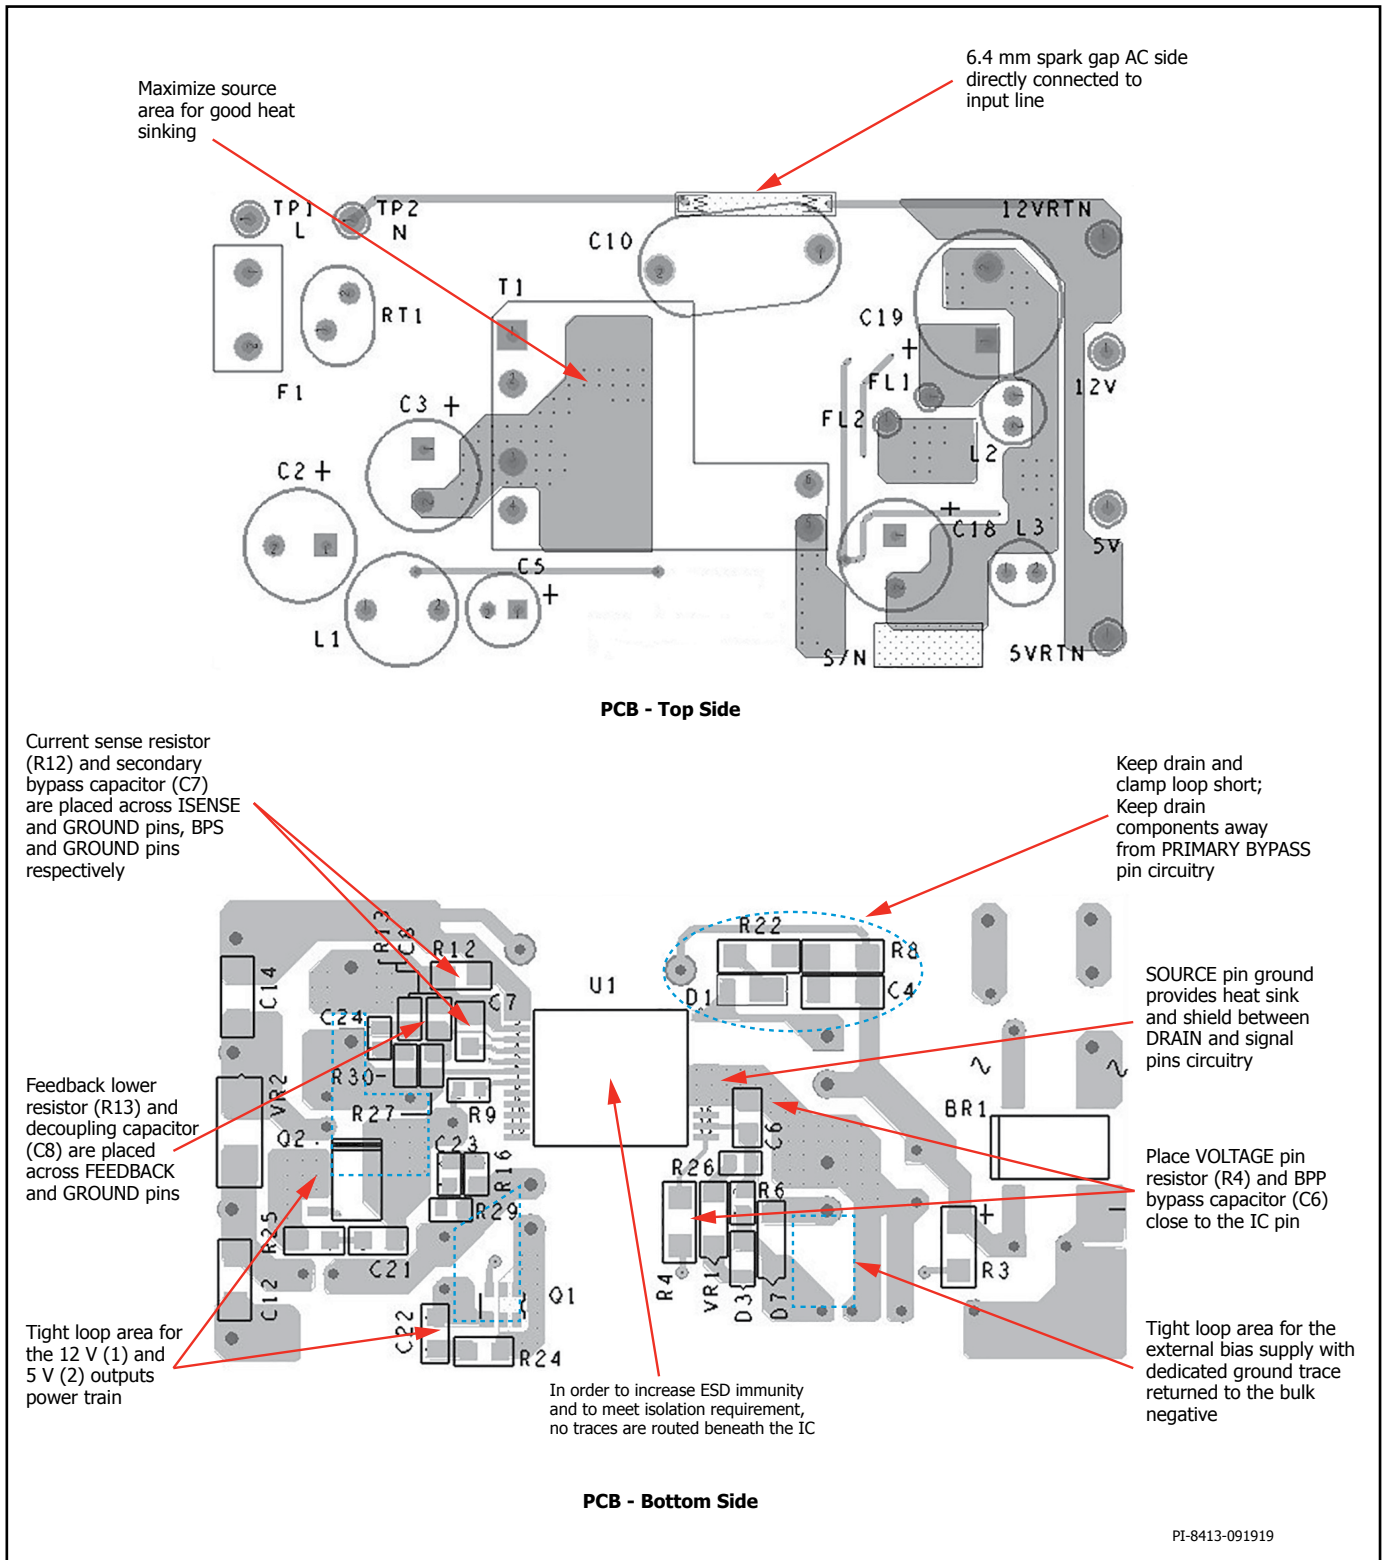 Maximize source
area for good heat
sinking
6.4 mm spark gap AC side
directly connected to
input line
TP1
L
TP2
N
C10
12VRTN
T1
RT1
F1
C19
+
FL1
12V
C3 +
FL2
L2
C2 +
+
C18
L3
5V
C5
+
L1
S/N
5VRTN
PCB - Top Side
Current sense resistor
(R12) and secondary
bypass capacitor (C7)
are placed across ISENSE
and GROUND pins, BPS
and GROUND pins
respectively
Keep drain and
clamp loop short;
Keep drain
components away
from PRIMARY BYPASS
pin circuitry
R13
C8
R12
R22
R8
C14
U1
D1
C4
C7
C24
SOURCE pin ground
provides heat sink
and shield between
DRAIN and signal
pins circuitry
Feedback lower
resistor (R13) and
decoupling capacitor
(C8) are placed
across FEEDBACK
and GROUND pins
VR2
R30-
R27
R9
C6
BR1
Q2
C23
R16
R26
R6
R29
Place VOLTAGE pin
resistor (R4) and BPP
bypass capacitor (C6)
close to the IC pin
R25
C21
C12
Q1
R4
VR1
D3
D7
+
-
R3
C22
R24
Tight loop area for
the 12 V (1) and
5 V (2) outputs
power train
In order to increase ESD immunity
and to meet isolation requirement,
no traces are routed beneath the IC
Tight loop area for the
external bias supply with
dedicated ground trace
returned to the bulk
negative
PCB - Bottom Side
PI-8413-091919